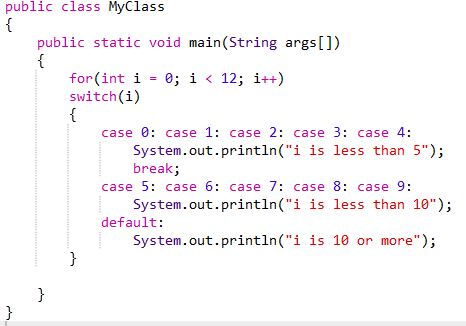 public class MyClass
{
public static void main(String args[])
{
for(int i = 0; i < 12; i++)
switch(i)
{
case 0: case 1: case 2: case 3: case 4:
System.out.println("i is less than 5");
break;
case 5: case 6: case 7: case 8: case 9:
System.out.println("i is less than 10");
default:
System.out.println("i is 10 or more");
}
}
}